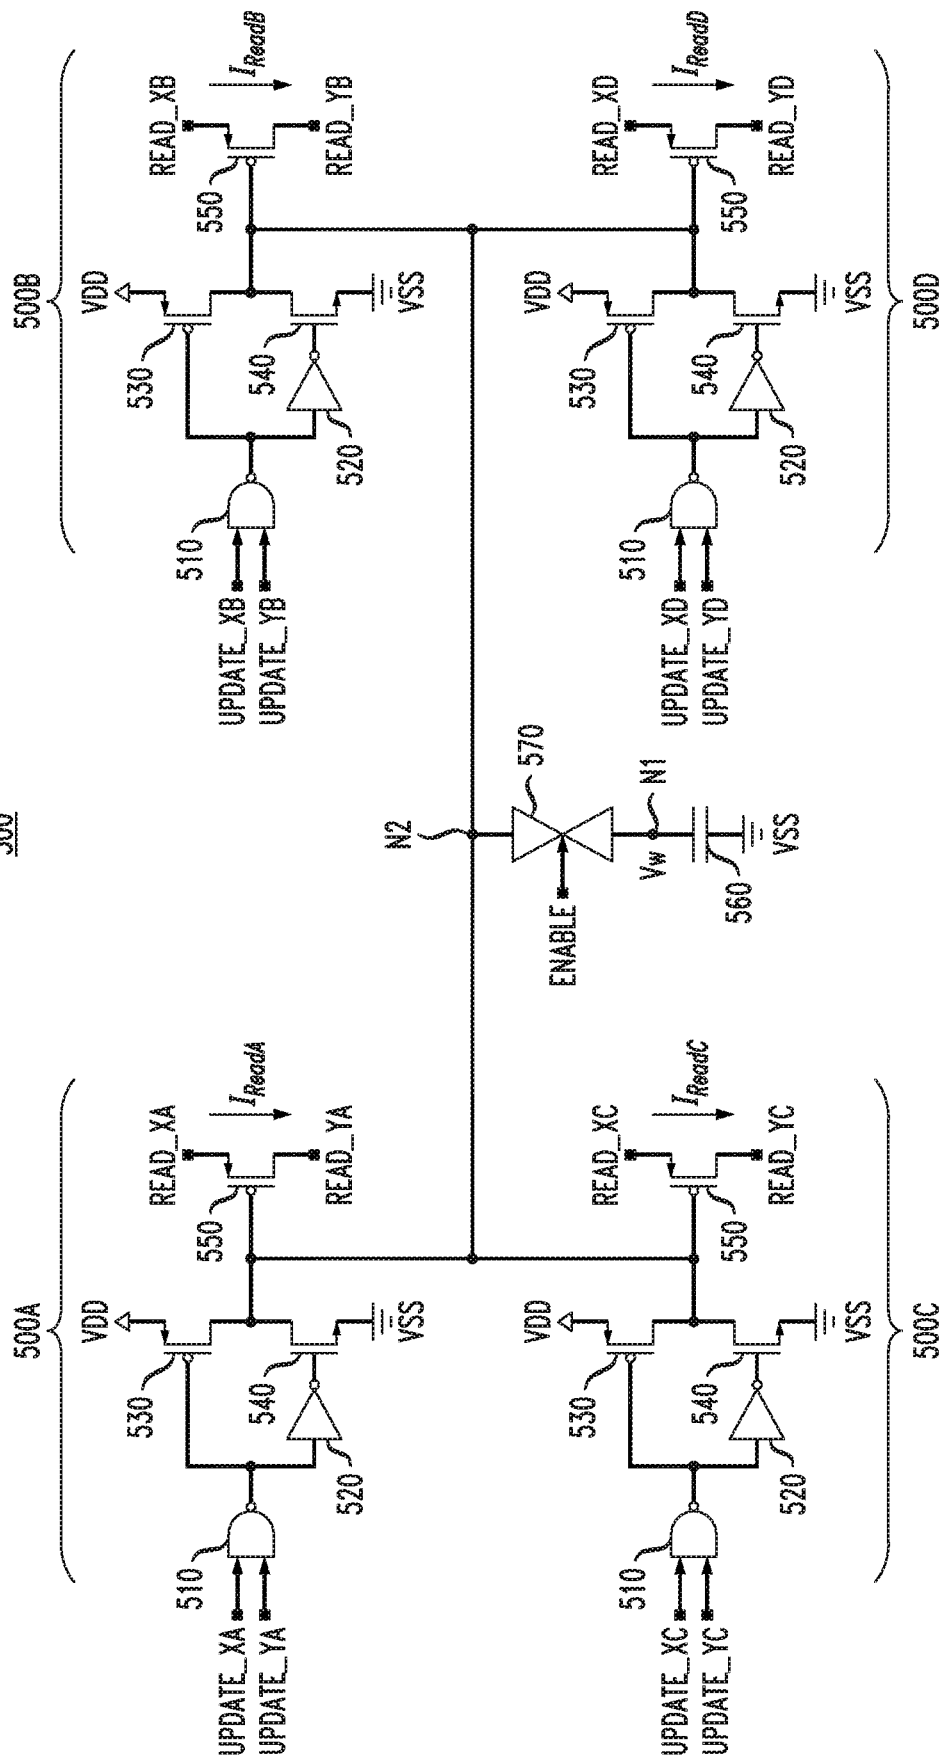 500A
VDD
READ_XA
530
UPDATE_XA
UPDATE_YA
510
550
I_ReadA
540
520
READ_YA
VSS
500B
VDD
READ_XB
530
UPDATE_XB
UPDATE_YB
510
550
I_ReadB
540
520
READ_YB
VSS
N2
570
ENABLE
Vw
N1
560
VSS
VDD
READ_XC
530
UPDATE_XC
UPDATE_YC
510
550
I_ReadC
540
520
READ_YC
VSS
500C
VDD
READ_XD
530
UPDATE_XD
UPDATE_YD
510
550
I_ReadD
540
520
READ_YD
VSS
500D